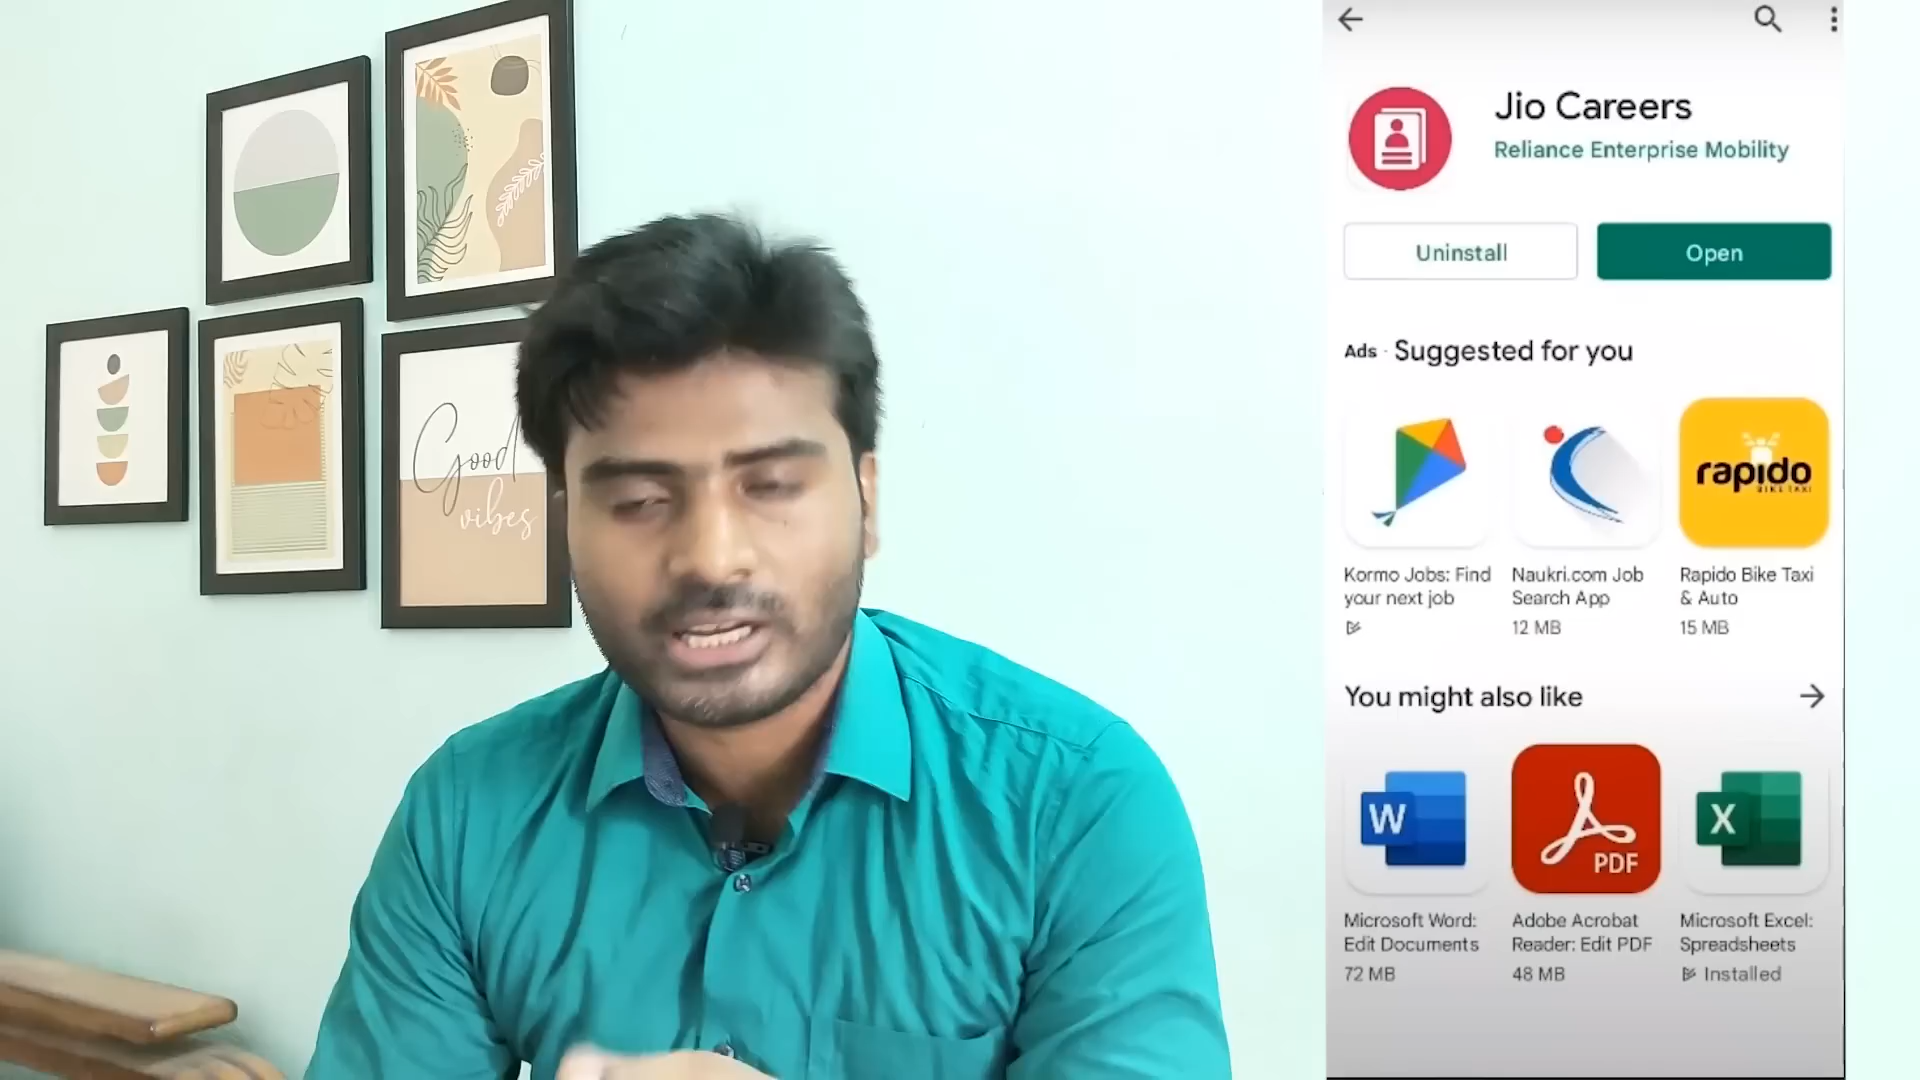 Good
vibes
Jio Careers
Reliance Enterprise Mobility
Uninstall
Open
Ads · Suggested for you
rapido
BIKE TAXI
Kormo Jobs: Find
your next job
Naukri.com Job
Search App
12 MB
Rapido Bike Taxi
& Auto
15 MB
You might also like
W
PDF
X
Microsoft Word:
Edit Documents
72 MB
Adobe Acrobat
Reader: Edit PDF
48 MB
Microsoft Excel:
Spreadsheets
Installed